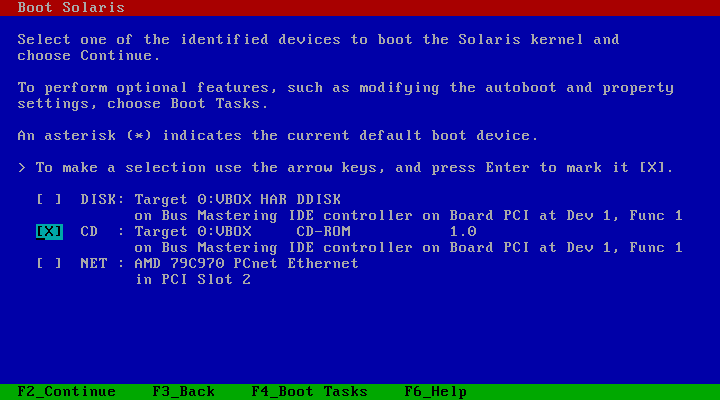 Boot Solaris
Select one of the identified devices to boot the Solaris kernel and
choose Continue.
To perform optional features, such as modifying the autoboot and property
settings, choose Boot Tasks.
An asterisk (*) indicates the current default boot device.
> To make a selection use the arrow keys, and press Enter to mark it [X].
[ ]  DISK: Target 0:VBOX HAR DDISK
on Bus Mastering IDE controller on Board PCI at Dev 1, Func 1
[X]  CD  : Target 0:VBOX     CD-ROM           1.0
on Bus Mastering IDE controller on Board PCI at Dev 1, Func 1
[ ]  NET : AMD 79C970 PCnet Ethernet
in PCI Slot 2
F2_Continue    F3_Back    F4_Boot Tasks    F6_Help